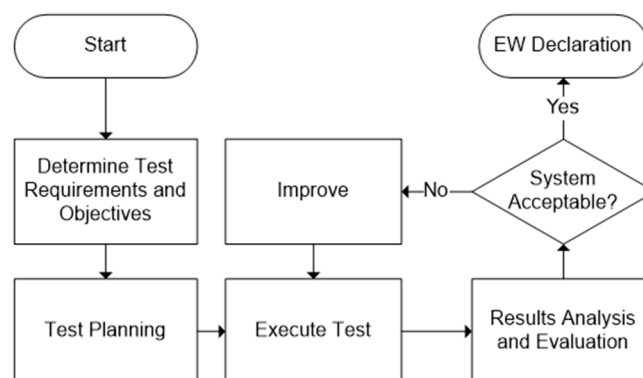 Start
EW Declaration
Yes
Determine Test
Requirements and
Objectives
Improve
No
System
Acceptable?
Test Planning
Execute Test
Results Analysis
and Evaluation